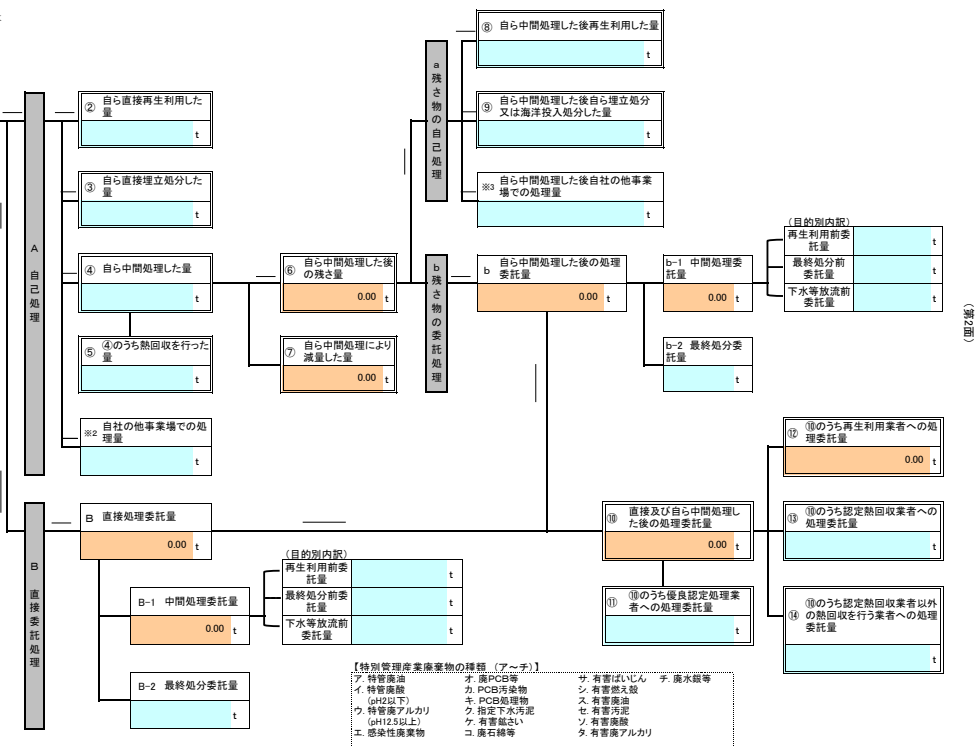 ⑧ 自ら中間処理した後再生利用した量
t
a 残さ物の自己処理
⑨ 自ら中間処理した後自ら埋立処分
又は海洋投入処分した量
t
※3 自ら中間処理した後自社の他事業
場での処理量
t
A 自己処理
② 自ら直接再生利用した
量
t
③ 自ら直接埋立処分した
量
t
④ 自ら中間処理した量
t
⑤ ④のうち熱回収を行った
量
t
※2 自社の他事業場での処
理量
t
⑥ 自ら中間処理した後
の残さ量
0.00 t
⑦ 自ら中間処理により
減量した量
0.00 t
b 残さ物の委託処理
b 自ら中間処理した後の処理
委託量
0.00 t
b-1 中間処理委
託量
0.00 t
b-2 最終処分委
託量
t
(目的別内訳)
再生利用前委
託量
t
最終処分前
委託量
t
下水等放流前
委託量
t
(第2面)
B 直接委託処理
B 直接処理委託量
0.00 t
B-1 中間処理委託量
0.00 t
B-2 最終処分委託量
t
(目的別内訳)
再生利用前委
託量
t
最終処分前委
託量
t
下水等放流前
委託量
t
⑩ 直接及び自ら中間処理し
た後の処理委託量
0.00 t
⑪ ⑩のうち優良認定処理業
者への処理委託量
t
⑫ ⑩のうち再生利用業者への処
理委託量
0.00 t
⑬ ⑩のうち認定熱回収業者への
処理委託量
t
⑭ ⑩のうち認定熱回収業者以外
の熱回収を行う業者への処理
委託量
t
【特別管理産業廃棄物の種類 (ア〜チ)】
ア. 特管廃油
イ. 特管廃酸
(pH2以下)
ウ. 特管廃アルカリ
(pH12.5以上)
エ. 感染性廃棄物
オ. 廃PCB等
カ. PCB汚染物
キ. PCB処理物
ク. 指定下水汚泥
ケ. 有害鉱さい
コ. 廃石綿等
サ. 有害ばいじん
シ. 有害燃え殻
ス. 有害廃油
セ. 有害汚泥
ソ. 有害廃酸
タ. 有害廃アルカリ
チ. 廃水銀等